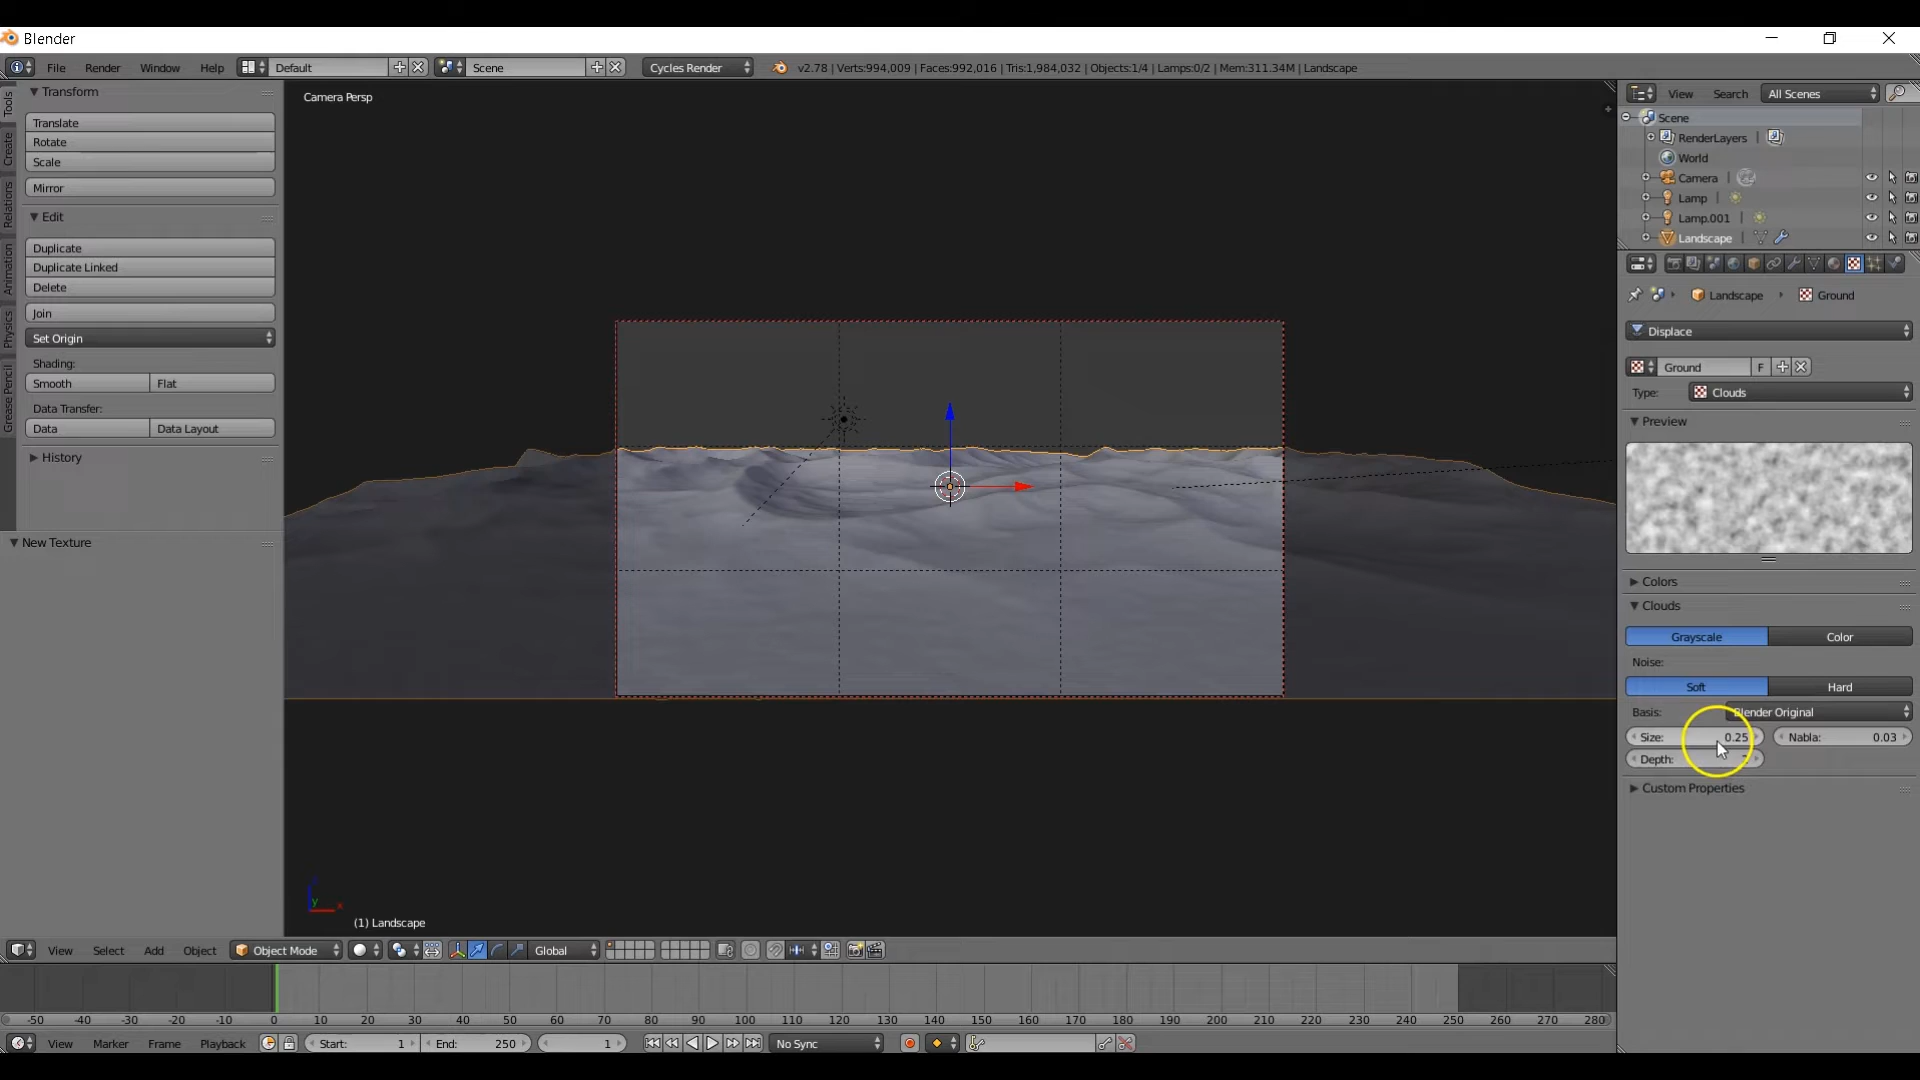 Blender
File Render Window Help Default Scene Cycles Render v2.78 | Verts:994,009 | Faces:992,016 | Tris:1,984,032 | Objects:1/4 | Lamps:0/2 | Mem:311.34M | Landscape
Tools
Create
Relations
Animation
Physics
Grease Pencil
Transform
Translate
Rotate
Scale
Mirror
Edit
Duplicate
Duplicate Linked
Delete
Join
Set Origin
Shading:
Smooth Flat
Data Transfer:
Data Data Layout
History
New Texture
Camera Persp
y x
(1) Landscape
View Search All Scenes
Scene
RenderLayers |
World
Camera |
Lamp |
Lamp.001 |
Landscape |
Landscape Ground
Displace
Ground F
Type: Clouds
Preview
Colors
Clouds
Grayscale Color
Noise:
Soft Hard
Basis: Blender Original
Size: 0.25 Nabla: 0.03
Depth:
Custom Properties
View Select Add Object Object Mode Global
-50 -40 -30 -20 -10 0 10 20 30 40 50 60 70 80 90 100 110 120 130 140 150 160 170 180 190 200 210 220 230 240 250 260 270 280
View Marker Frame Playback Start: 1 End: 250 1 No Sync